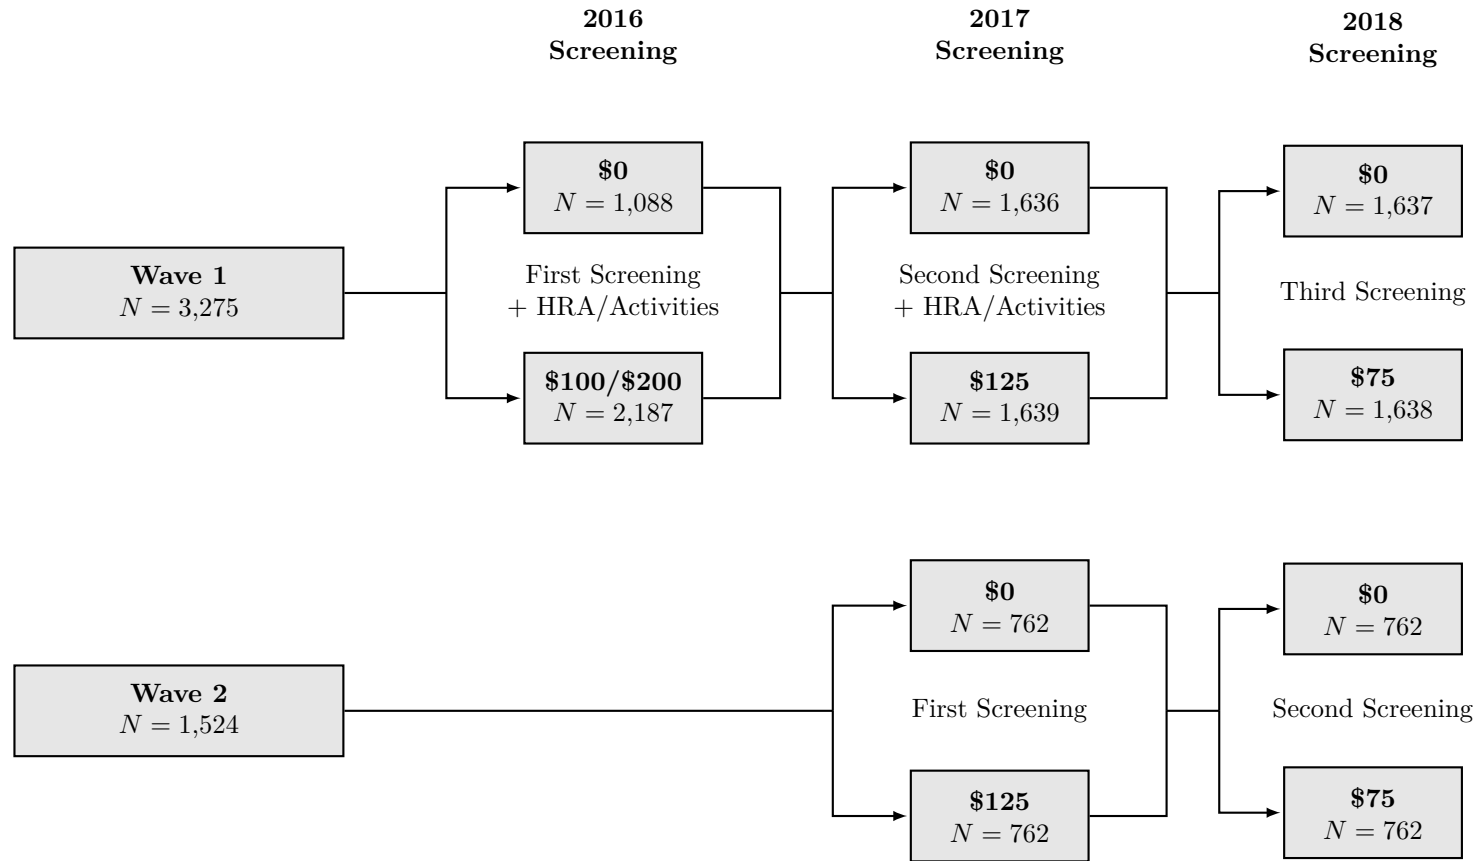 2016
Screening
2017
Screening
2018
Screening
Wave 1
N = 3,275
$0
N = 1,088
First Screening
+ HRA/Activities
$100/$200
N = 2,187
$0
N = 1,636
Second Screening
+ HRA/Activities
$125
N = 1,639
$0
N = 1,637
Third Screening
$75
N = 1,638
Wave 2
N = 1,524
$0
N = 762
First Screening
$125
N = 762
$0
N = 762
Second Screening
$75
N = 762